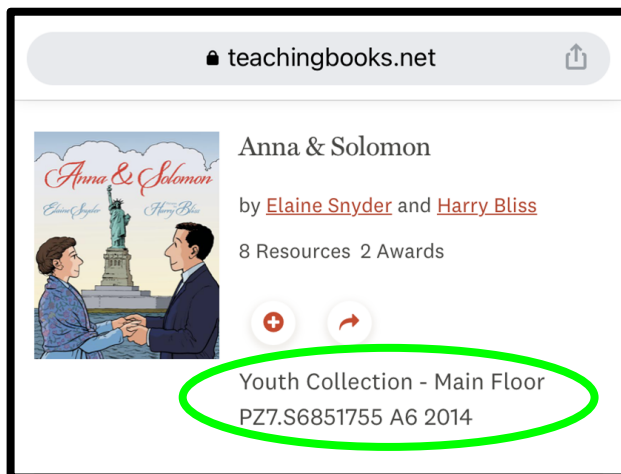 teachingbooks.net
Anna & Solomon
Anna & Solomon
Elaine Snyder
Harry Bliss
by Elaine Snyder and Harry Bliss
8 Resources 2 Awards
Youth Collection - Main Floor
PZ7.S6851755 A6 2014